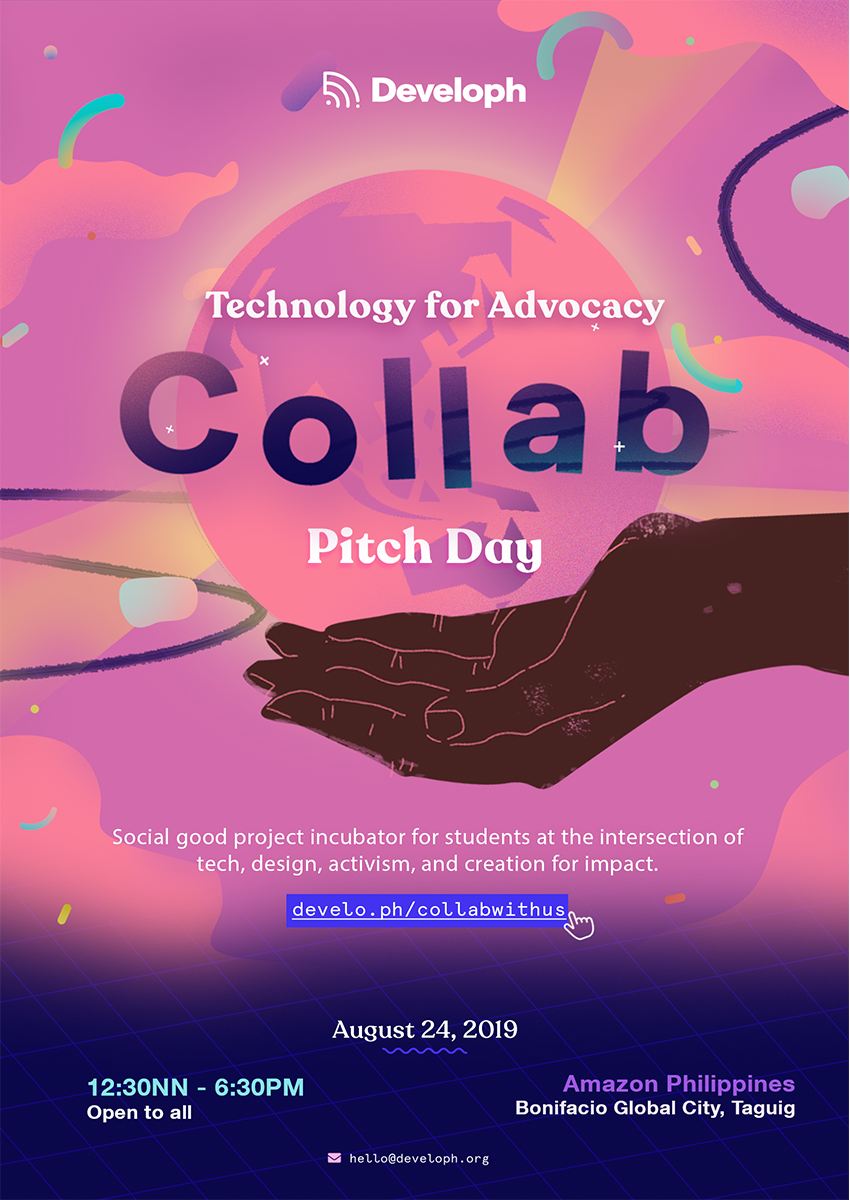 Developh
Technology for Advocacy
Collab
Pitch Day
Social good project incubator for students at the intersection of
tech, design, activism, and creation for impact.
develo.ph/collabwithus
August 24, 2019
12:30NN - 6:30PM
Open to all
Amazon Philippines
Bonifacio Global City, Taguig
hello@developh.org